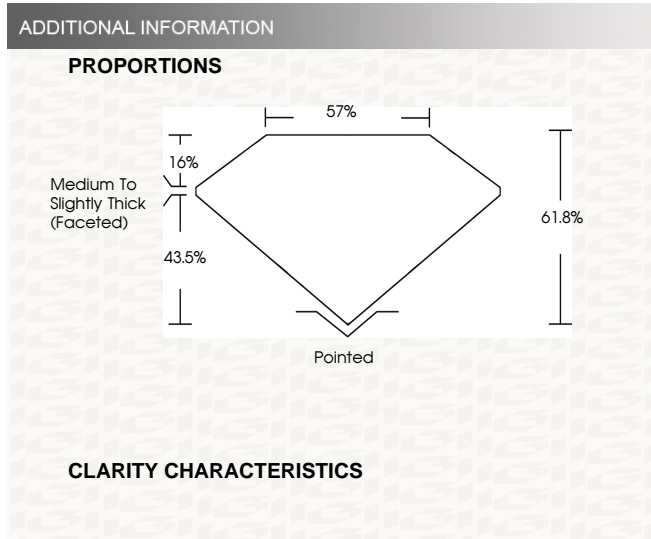 ADDITIONAL INFORMATION
PROPORTIONS
57%
16%
Medium To
Slightly Thick
(Faceted)
61.8%
43.5%
Pointed
CLARITY CHARACTERISTICS